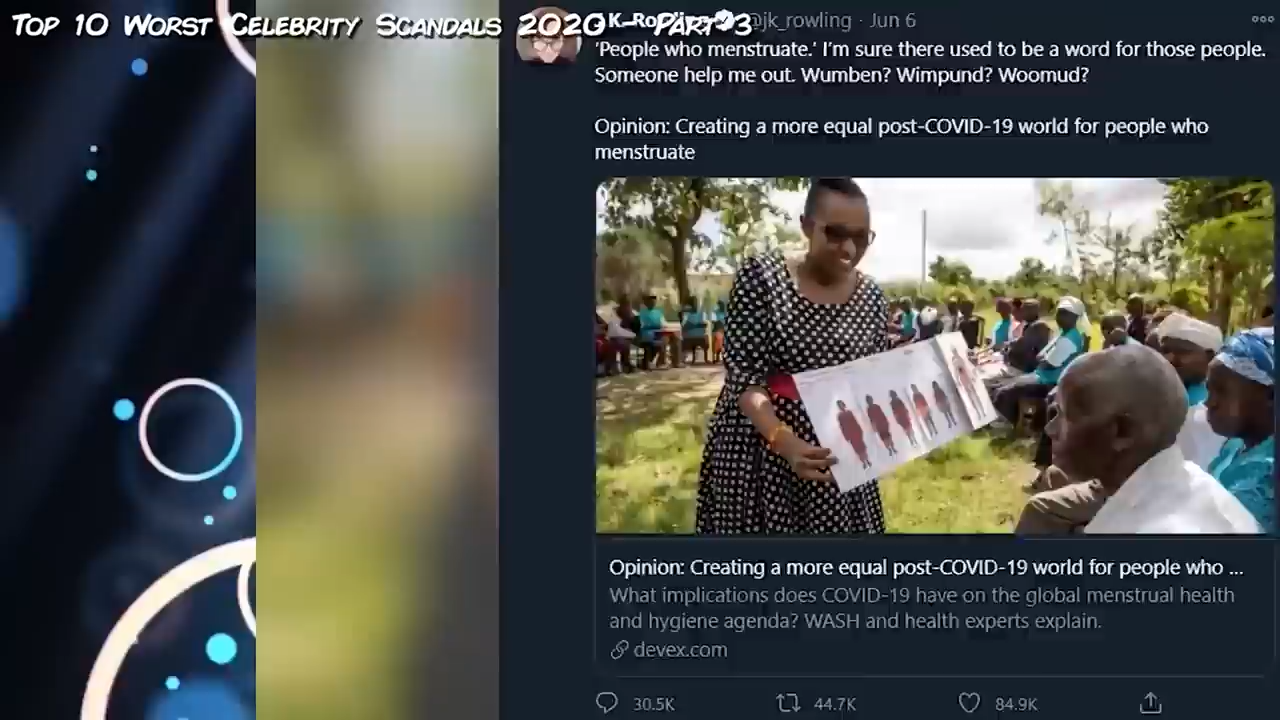 Top 10 Worst Celebrity Scandals 2020 - Part 3
@jk_rowling · Jun 6
'People who menstruate.' I'm sure there used to be a word for those people.
Someone help me out. Wumben? Wimpund? Woomud?
Opinion: Creating a more equal post-COVID-19 world for people who
menstruate
Opinion: Creating a more equal post-COVID-19 world for people who ...
What implications does COVID-19 have on the global menstrual health
and hygiene agenda? WASH and health experts explain.
devex.com
30.5K 44.7K 84.9K